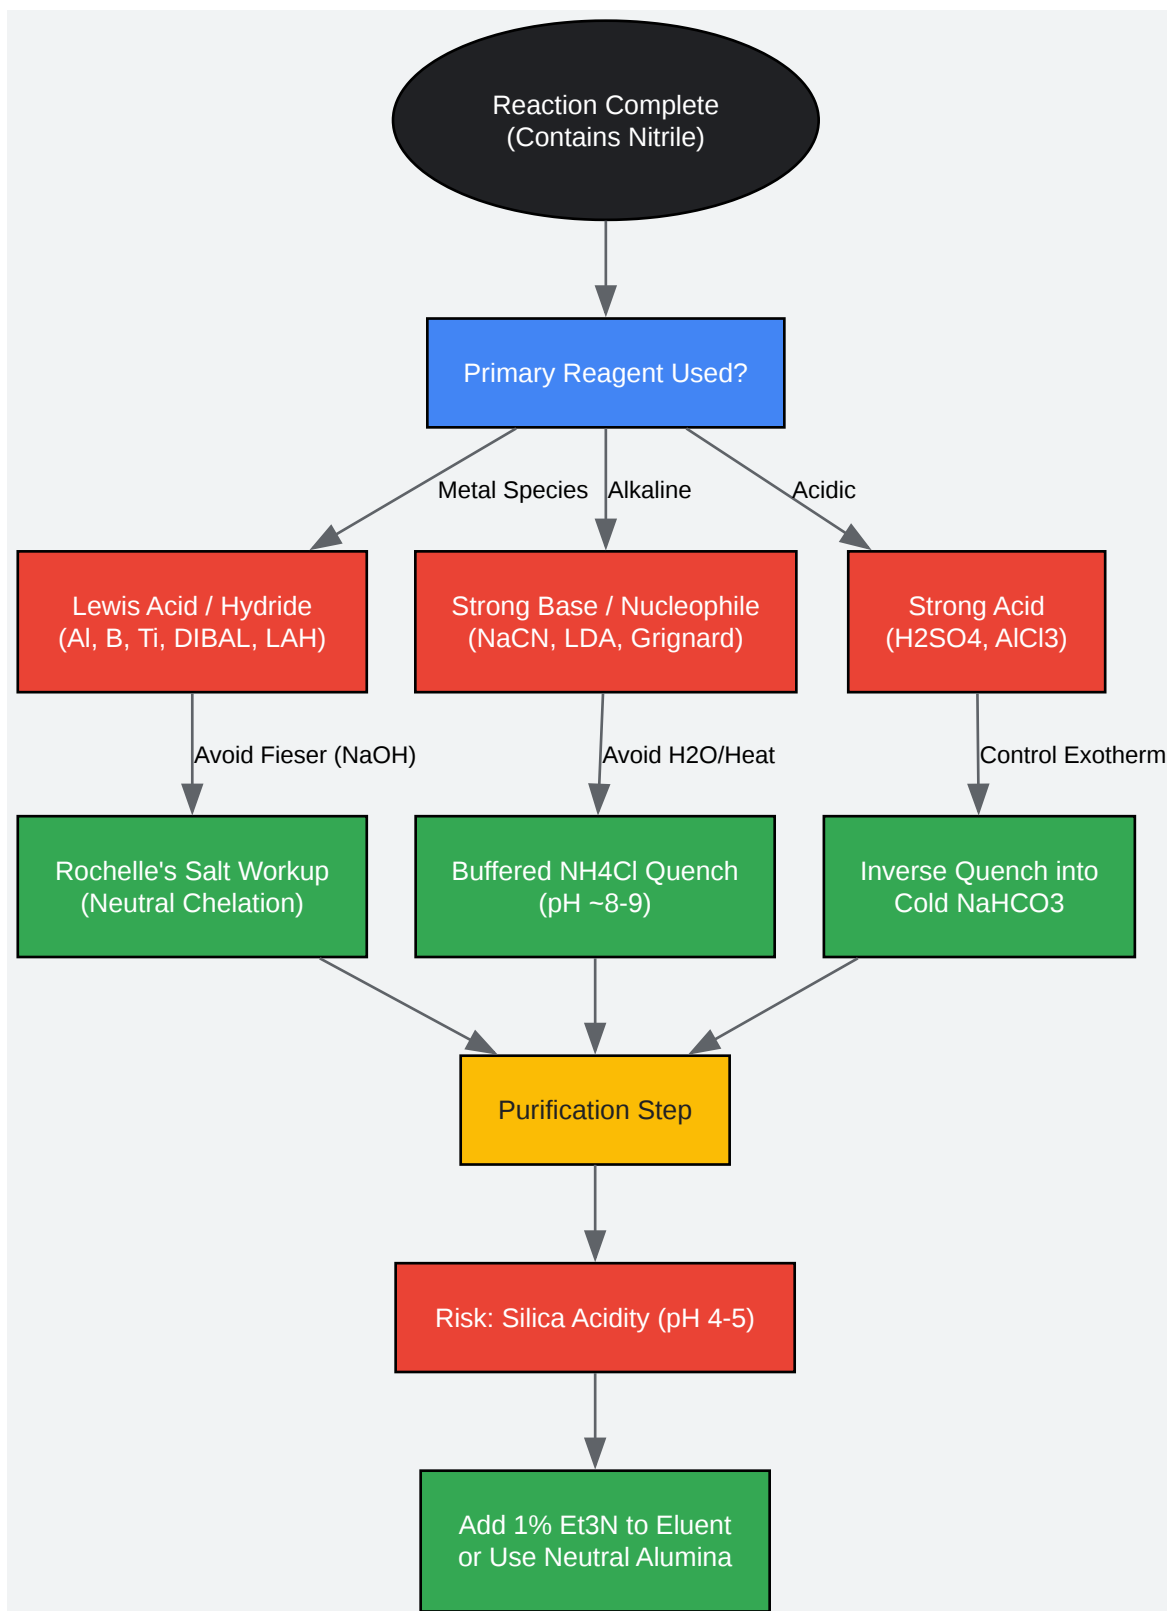 Reaction Complete
(Contains Nitrile)
Primary Reagent Used?
Metal Species
Alkaline
Acidic
Lewis Acid / Hydride
(Al, B, Ti, DIBAL, LAH)
Strong Base / Nucleophile
(NaCN, LDA, Grignard)
Strong Acid
(H2SO4, AlCl3)
Avoid Fieser (NaOH)
Avoid H2O/Heat
Control Exotherm
Rochelle's Salt Workup
(Neutral Chelation)
Buffered NH4Cl Quench
(pH ~8-9)
Inverse Quench into
Cold NaHCO3
Purification Step
Risk: Silica Acidity (pH 4-5)
Add 1% Et3N to Eluent
or Use Neutral Alumina